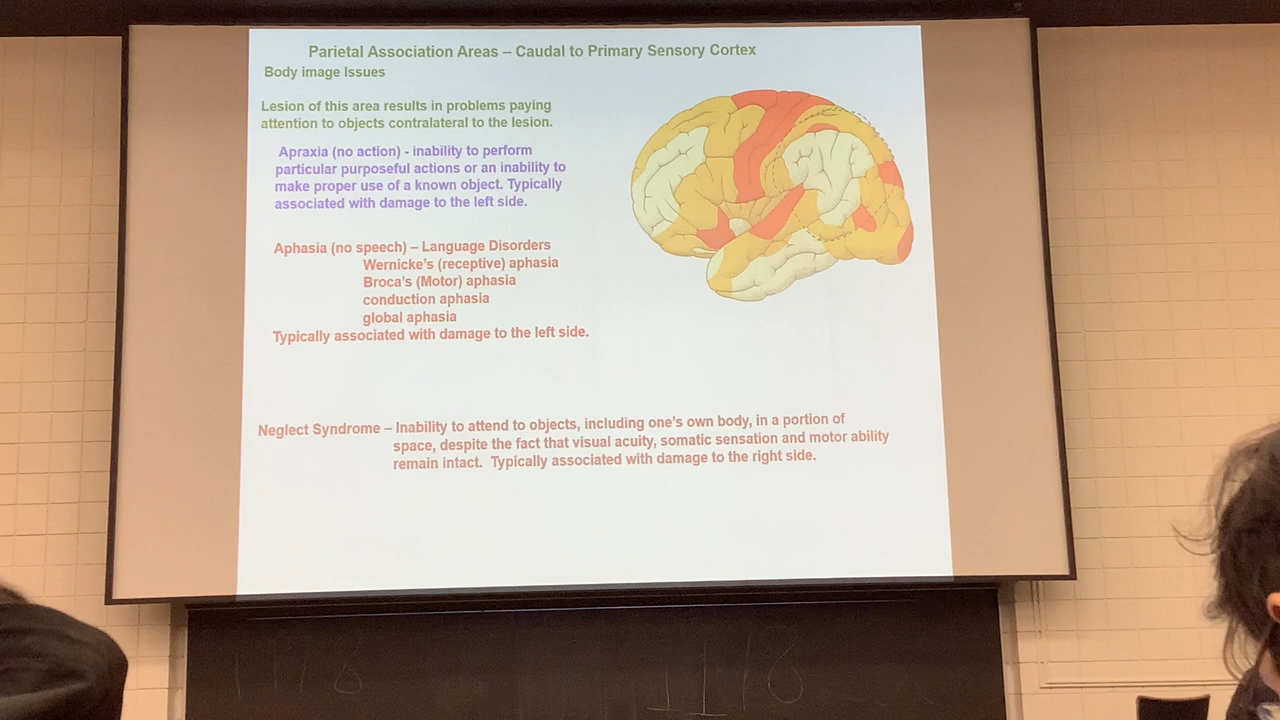 Parietal Association Areas – Caudal to Primary Sensory Cortex
Body image Issues
Lesion of this area results in problems paying
attention to objects contralateral to the lesion.
Apraxia (no action) - inability to perform
particular purposeful actions or an inability to
make proper use of a known object. Typically
associated with damage to the left side.
Aphasia (no speech) – Language Disorders
Wernicke's (receptive) aphasia
Broca's (Motor) aphasia
conduction aphasia
global aphasia
Typically associated with damage to the left side.
Neglect Syndrome – Inability to attend to objects, including one's own body, in a portion of
space, despite the fact that visual acuity, somatic sensation and motor ability
remain intact. Typically associated with damage to the right side.